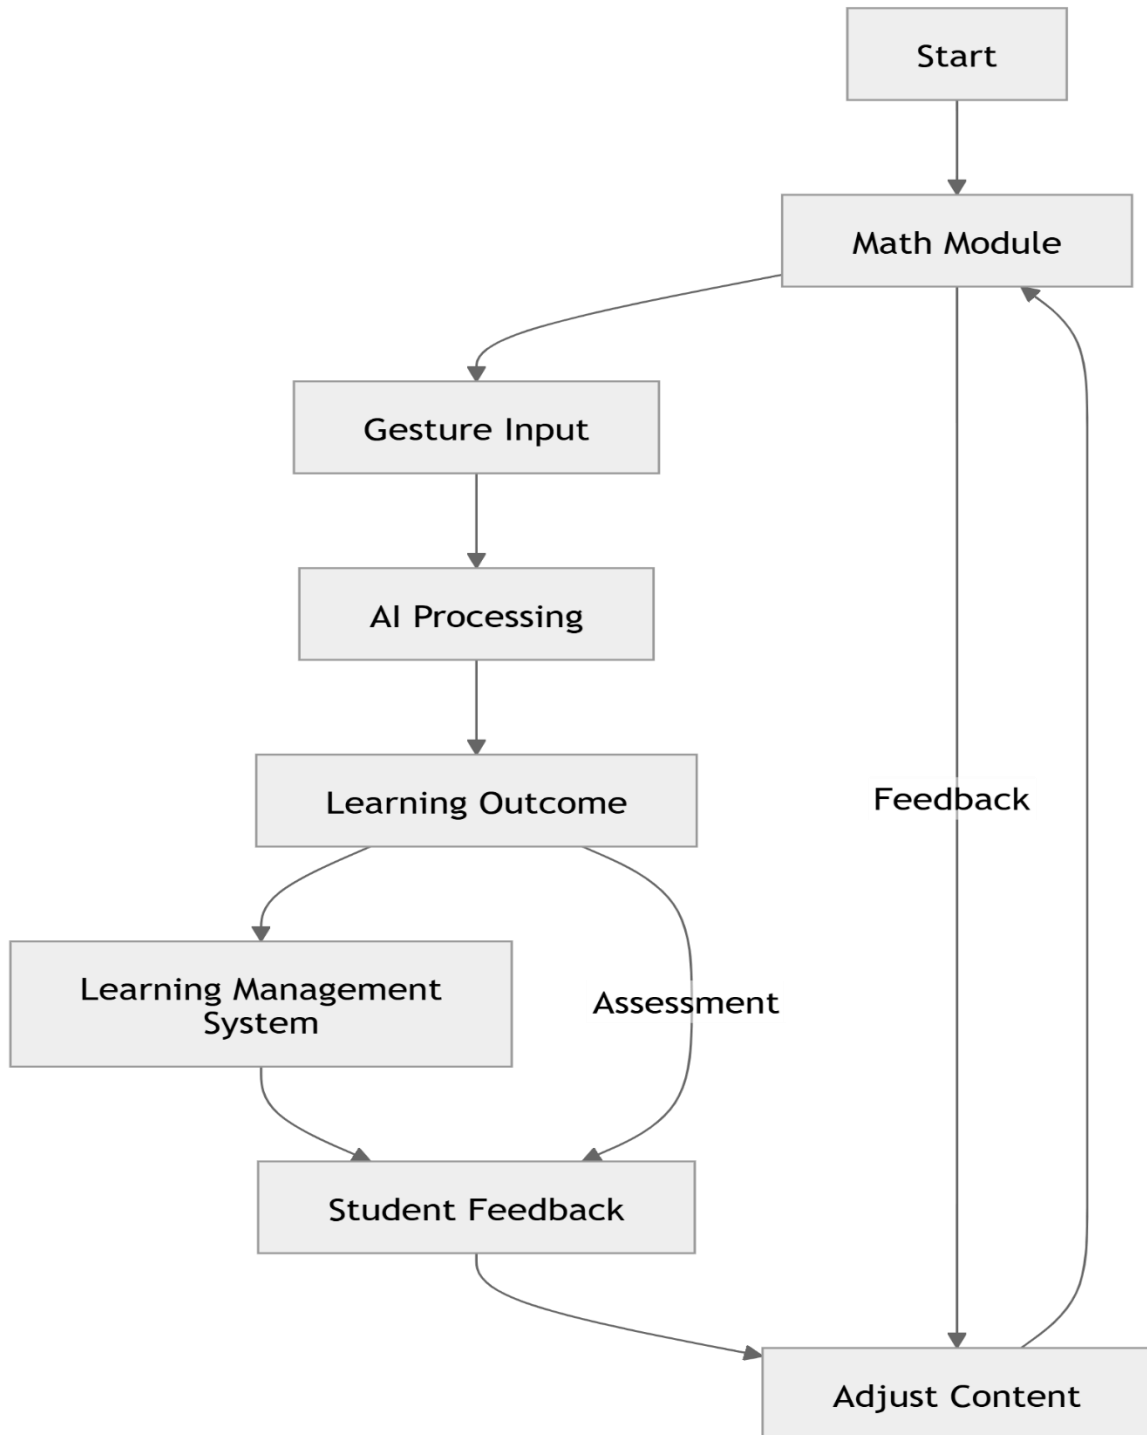 Start
Math Module
Gesture Input
AI Processing
Learning Outcome
Feedback
Learning Management
System
Assessment
Student Feedback
Adjust Content